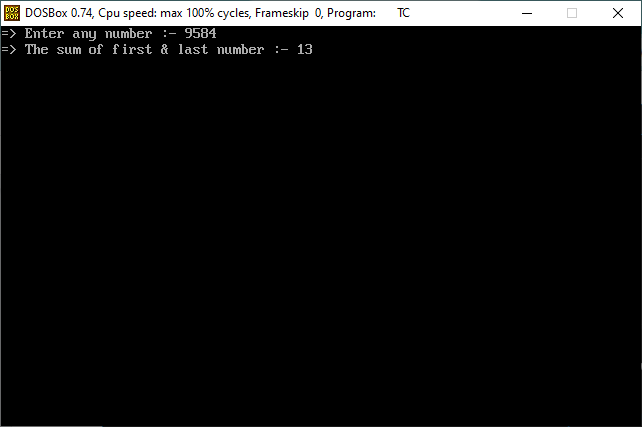 DOSBox 0.74, Cpu speed: max 100% cycles, Frameskip 0, Program: TC
=> Enter any number :- 9584
=> The sum of first & last number :- 13